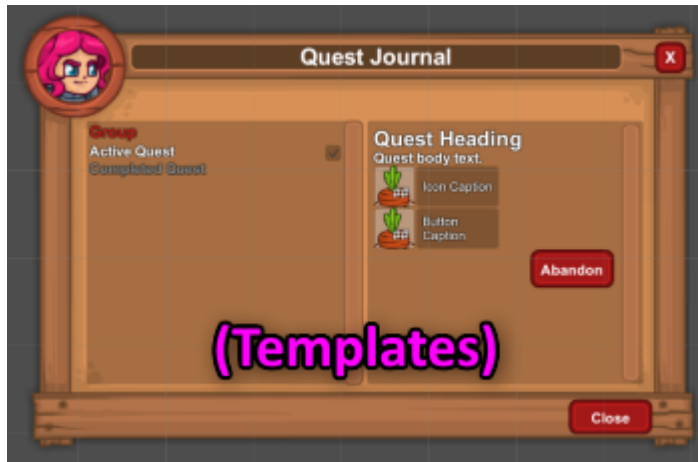 Quest Journal
X
Group
Active Quest
Completed Quest
Quest Heading
Quest body text.
Icon Caption
Button
Caption
Abandon
(Templates)
Close